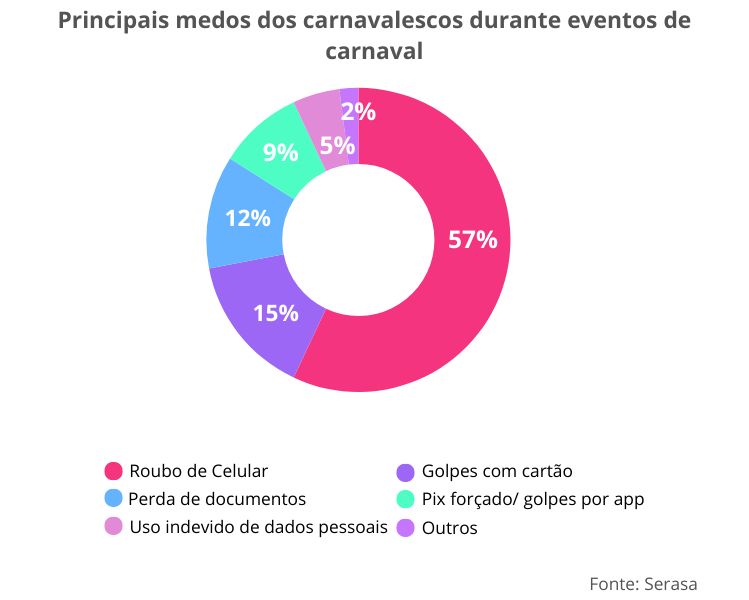 Principais medos dos carnavalescos durante eventos de
carnaval
2%
5%
9%
12%
57%
15%
Roubo de Celular
Golpes com cartão
Perda de documentos
Pix forçado/ golpes por app
Uso indevido de dados pessoais
Outros
Fonte: Serasa